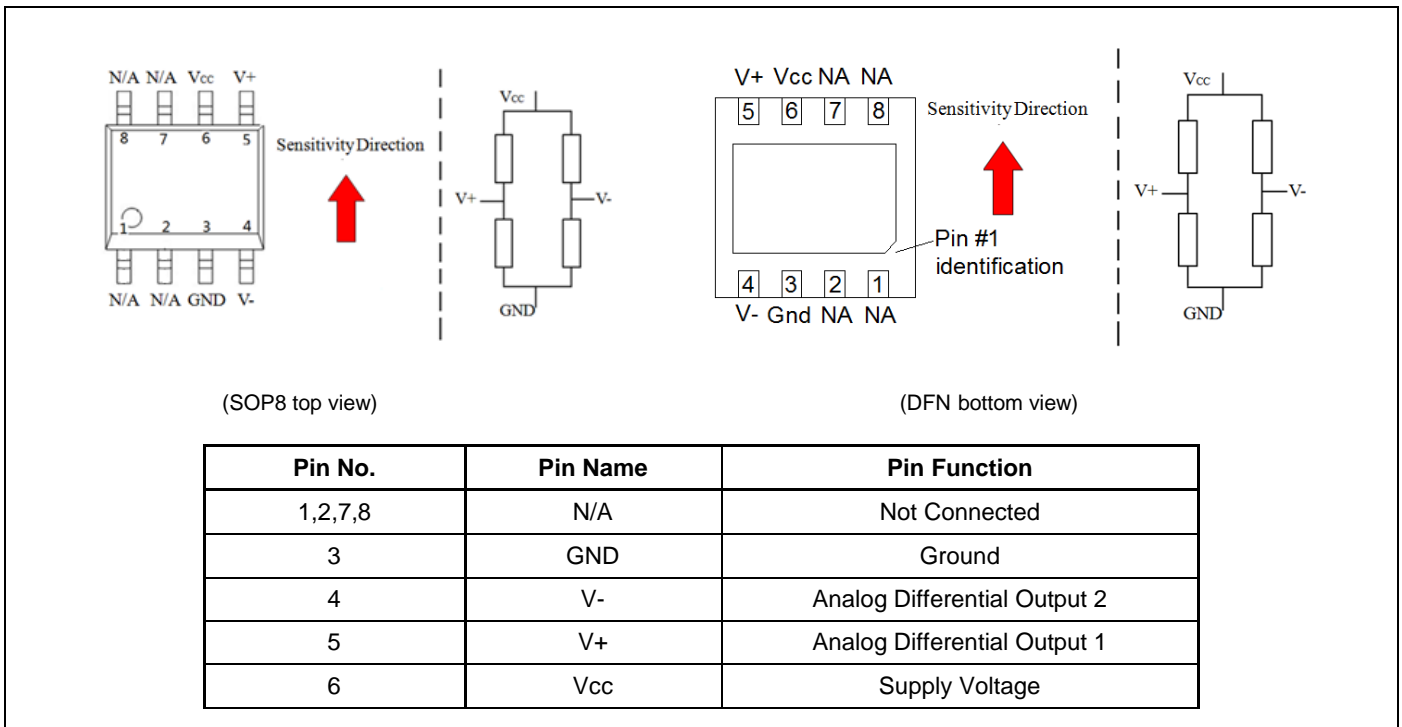 N/A N/A Vcc V+
8 7 6 5
Sensitivity Direction
1 2 3 4
N/A N/A GND V-
Vcc
V+ V-
GND
V+ Vcc NA NA
5 6 7 8
Sensitivity Direction
Pin #1
identification
4 3 2 1
V- Gnd NA NA
Vcc
V+ V-
GND
(SOP8 top view) (DFN bottom view)
Pin No. Pin Name Pin Function
1,2,7,8 N/A Not Connected
3 GND Ground
4 V- Analog Differential Output 2
5 V+ Analog Differential Output 1
6 Vcc Supply Voltage